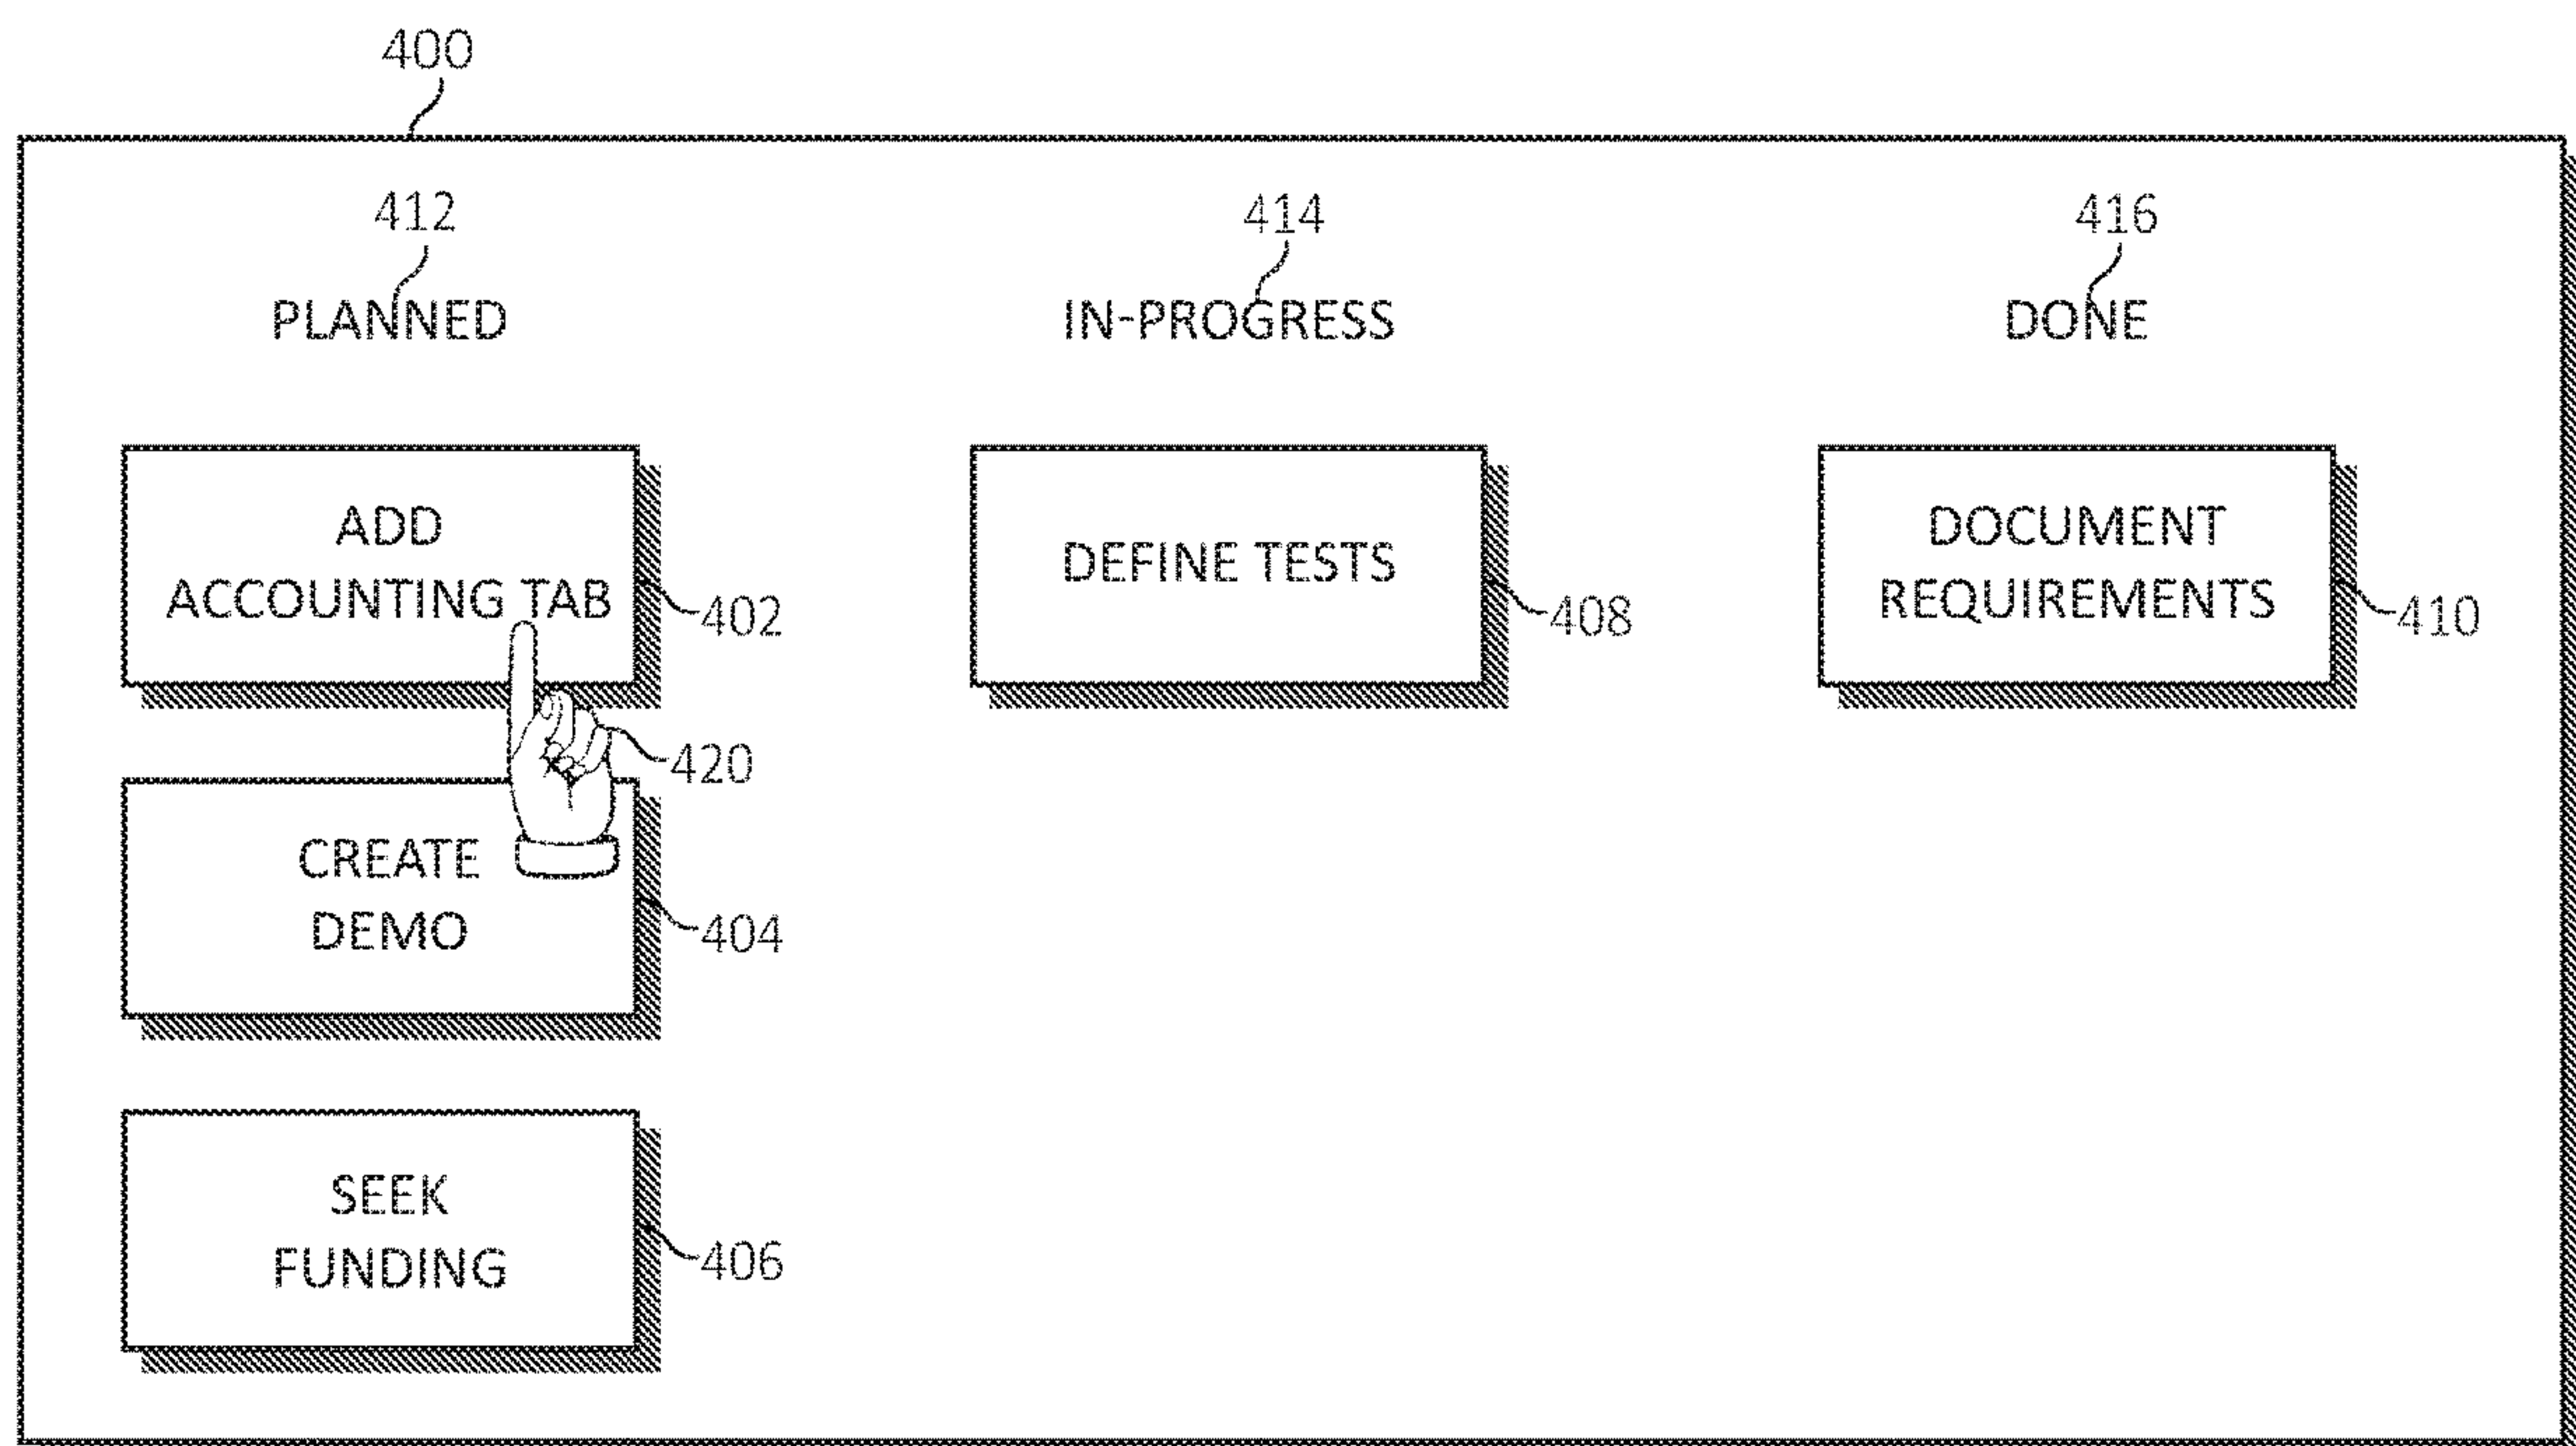 400
412
414
416
PLANNED
IN-PROGRESS
DONE
ADD
ACCOUNTING TAB
402
DEFINE TESTS
408
DOCUMENT
REQUIREMENTS
410
420
CREATE
DEMO
404
SEEK
FUNDING
406